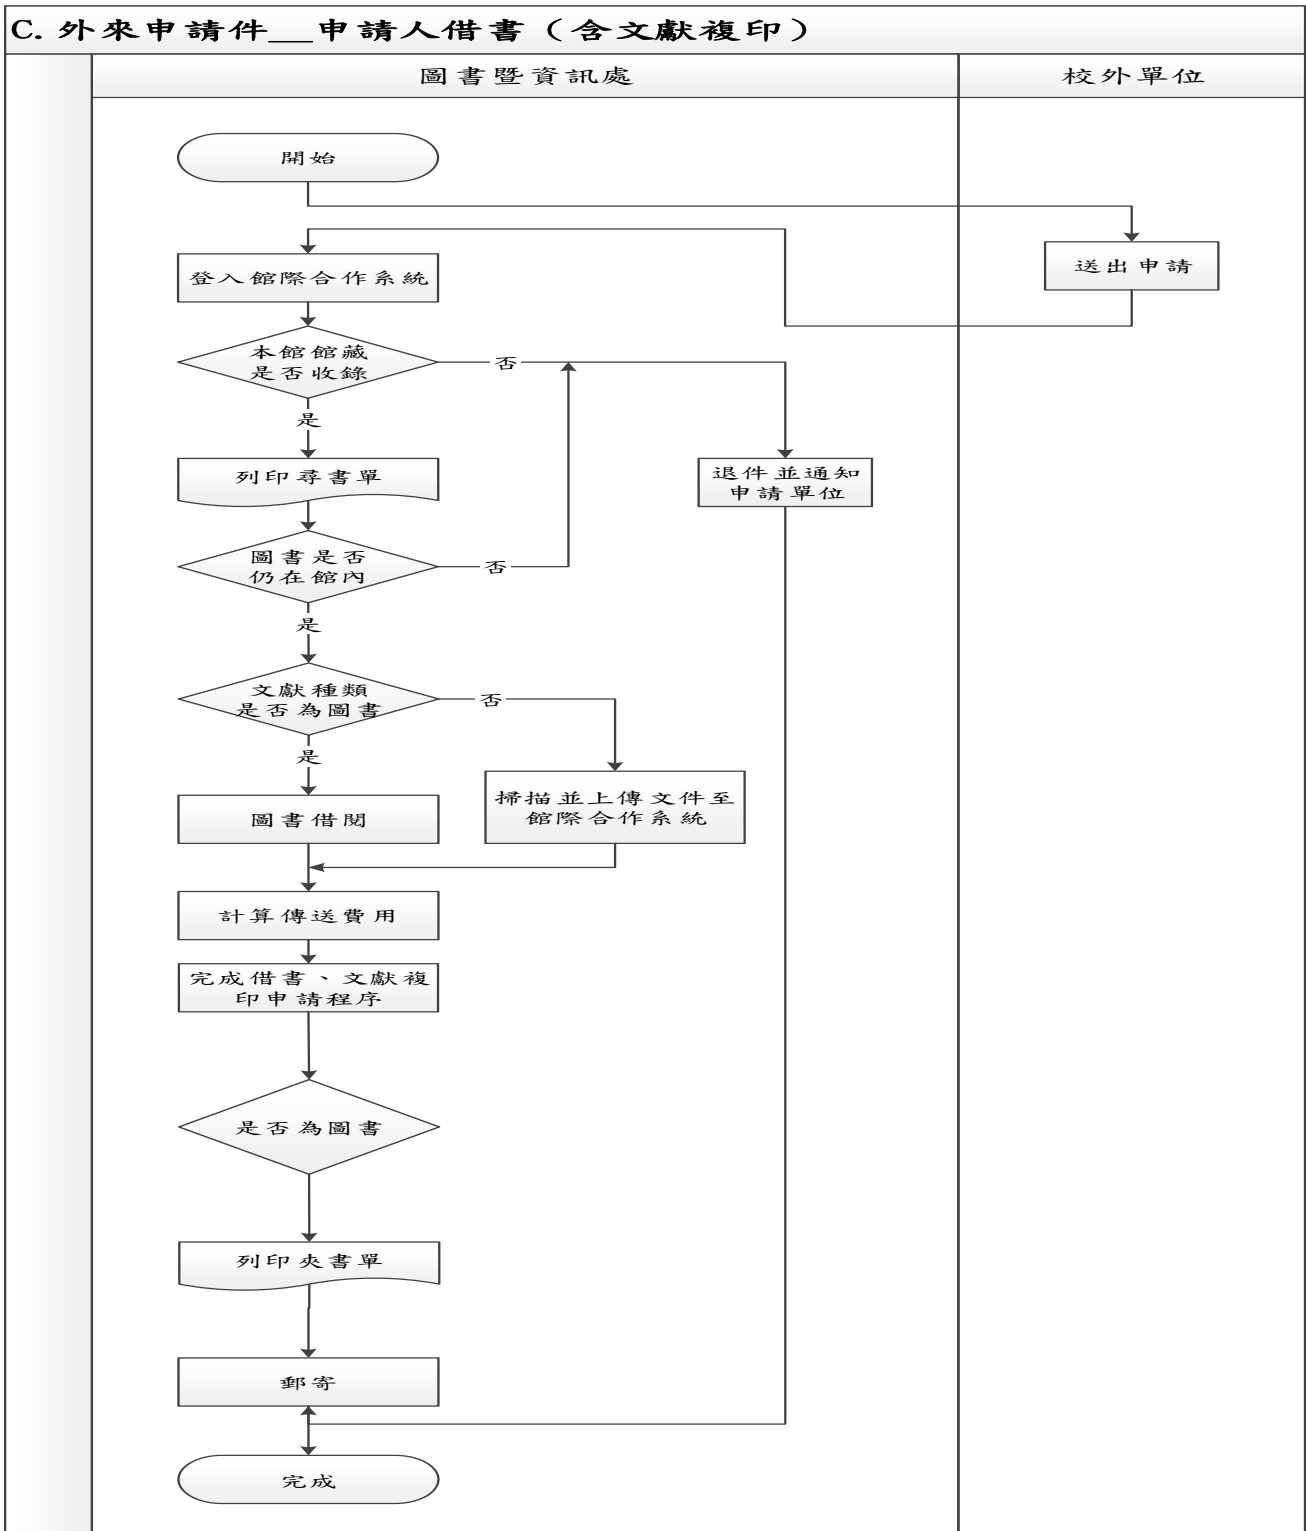 C. 外來申請件__申請人借書（含文獻複印）
圖書暨資訊處
校外單位
開始
送出申請
登入館際合作系統
本館館藏
是否收錄
否
是
列印尋書單
退件並通知
申請單位
圖書是否
仍在館內
否
是
文獻種類
是否為圖書
否
是
掃描並上傳文件至
館際合作系統
圖書借閱
計算傳送費用
完成借書、文獻複
印申請程序
是否為圖書
列印夾書單
郵寄
完成